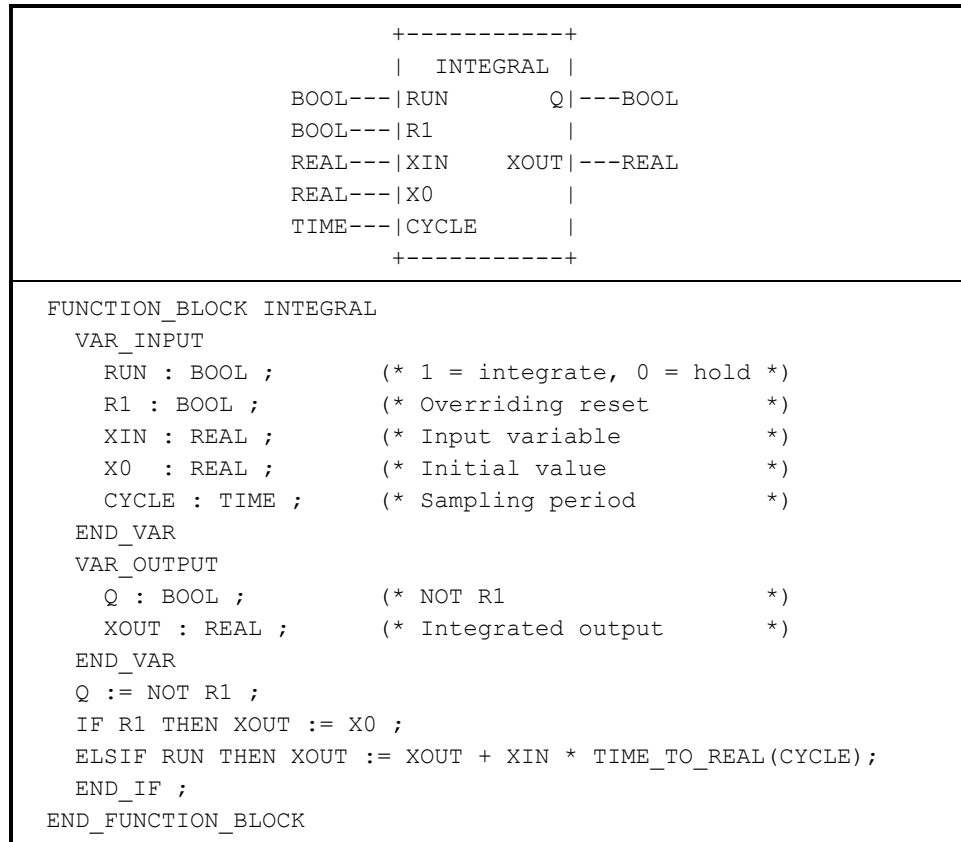 +-----------+
|  INTEGRAL |
BOOL---|RUN       Q|---BOOL
BOOL---|R1         |
REAL---|XIN    XOUT|---REAL
REAL---|X0         |
TIME---|CYCLE      |
+-----------+
FUNCTION_BLOCK INTEGRAL
VAR_INPUT
RUN : BOOL ;       (* 1 = integrate, 0 = hold *)
R1 : BOOL ;        (* Overriding reset        *)
XIN : REAL ;       (* Input variable          *)
X0  : REAL ;       (* Initial value           *)
CYCLE : TIME ;     (* Sampling period         *)
END_VAR
VAR_OUTPUT
Q : BOOL ;         (* NOT R1                  *)
XOUT : REAL ;      (* Integrated output       *)
END_VAR
Q := NOT R1 ;
IF R1 THEN XOUT := X0 ;
ELSIF RUN THEN XOUT := XOUT + XIN * TIME_TO_REAL(CYCLE);
END_IF ;
END_FUNCTION_BLOCK